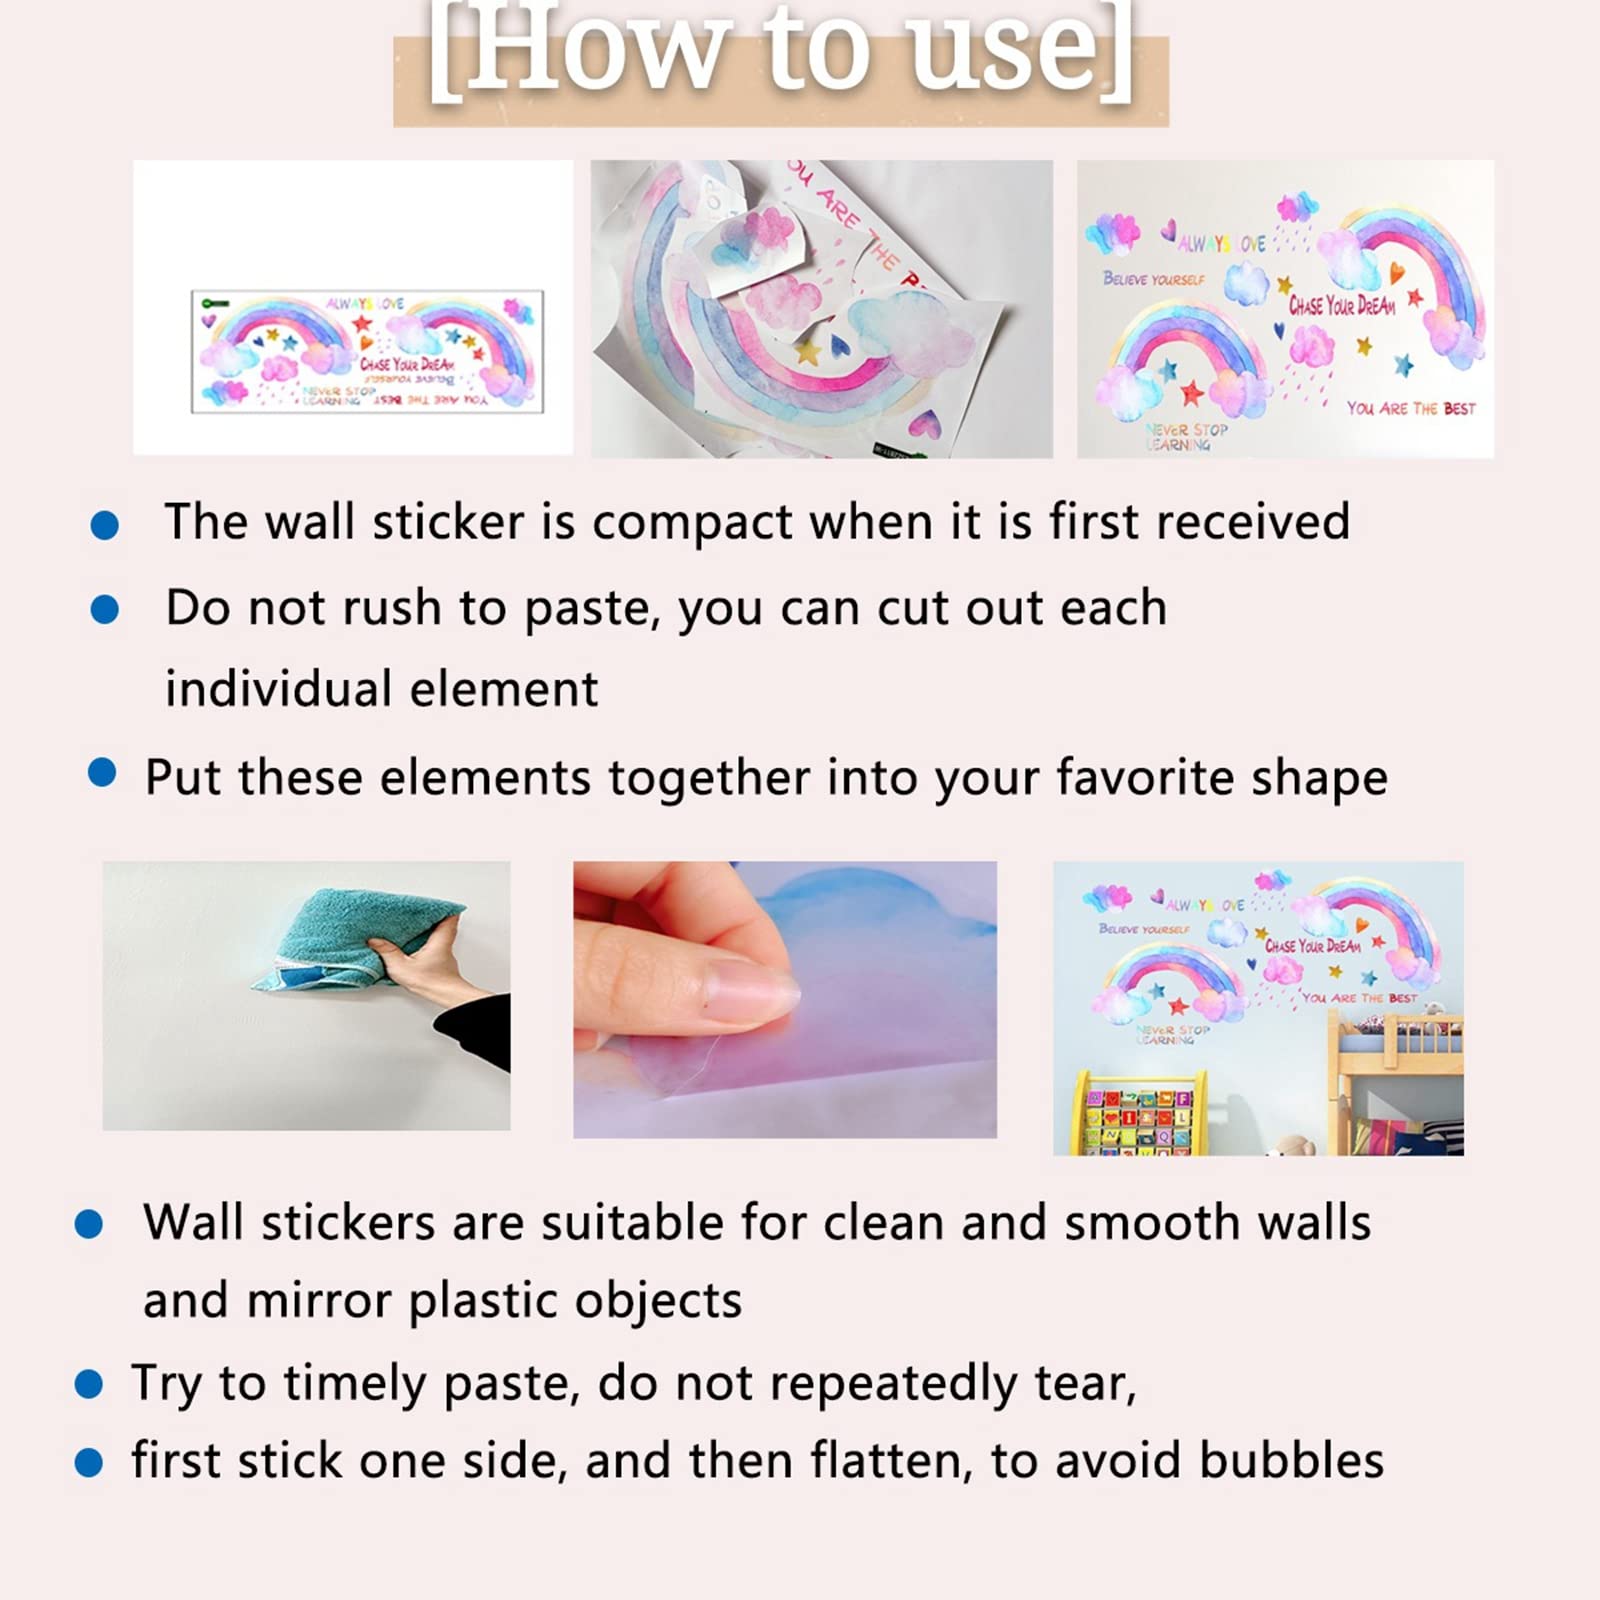 [How to use]
ALWAYS LOVE
CHASE YOUR DREAM
BELIEVE YOURSELF
NEVER STOP
LEARNING
YOU ARE THE BEST
OU ARE THE B
OP
ALWAYS LOVE
BELIEVE YOURSELF
CHASE YOUR DREAM
YOU ARE THE BEST
NEVER STOP
LEARNING
The wall sticker is compact when it is first received
Do not rush to paste, you can cut out each
individual element
Put these elements together into your favorite shape
ALWAYS LOVE
BELIEVE YOURSELF
CHASE YOUR DREAM
YOU ARE THE BEST
NEVER STOP
LEARNING
F
L
N Q
Wall stickers are suitable for clean and smooth walls
and mirror plastic objects
Try to timely paste, do not repeatedly tear,
first stick one side, and then flatten, to avoid bubbles